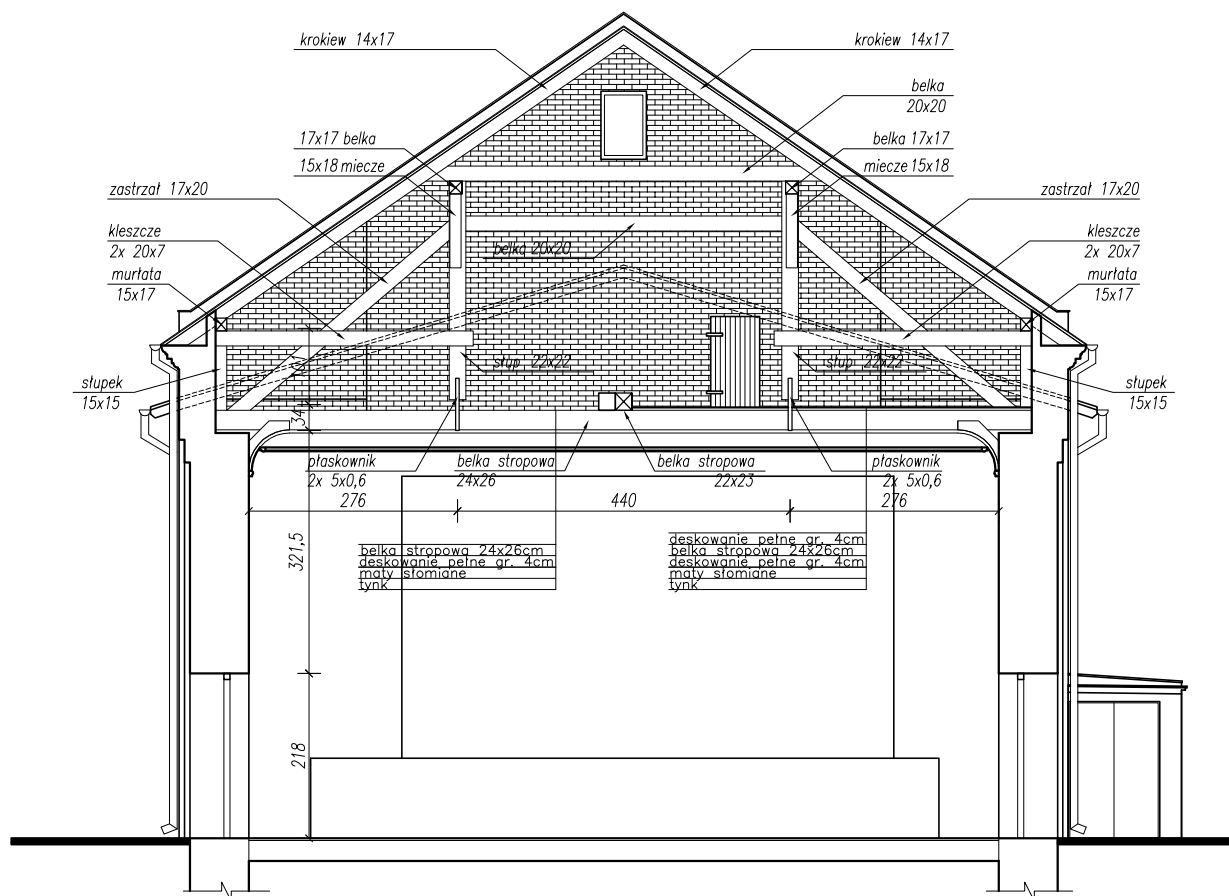 krokiew 14x17
krokiew 14x17
belka
20x20
17x17 belka
belka 17x17
15x18 miecze
miecze 15x18
zastrzał 17x20
zastrzał 17x20
kleszcze
2x 20x7
kleszcze
2x 20x7
belka 20x20
murłata
15x17
murłata
15x17
słup 22x22
słup 22x22
słupek
15x15
słupek
15x15
34
płaskownik
2x 5x0,6
belka stropowa
24x26
belka stropowa
22x23
płaskownik
2x 5x0,6
276
440
276
321,5
belka stropowa 24x26cm
deskowanie pełne gr. 4cm
maty słomiane
tynk
deskowanie pełne gr. 4cm
belka stropowa 24x26cm
deskowanie pełne gr. 4cm
maty słomiane
tynk
218